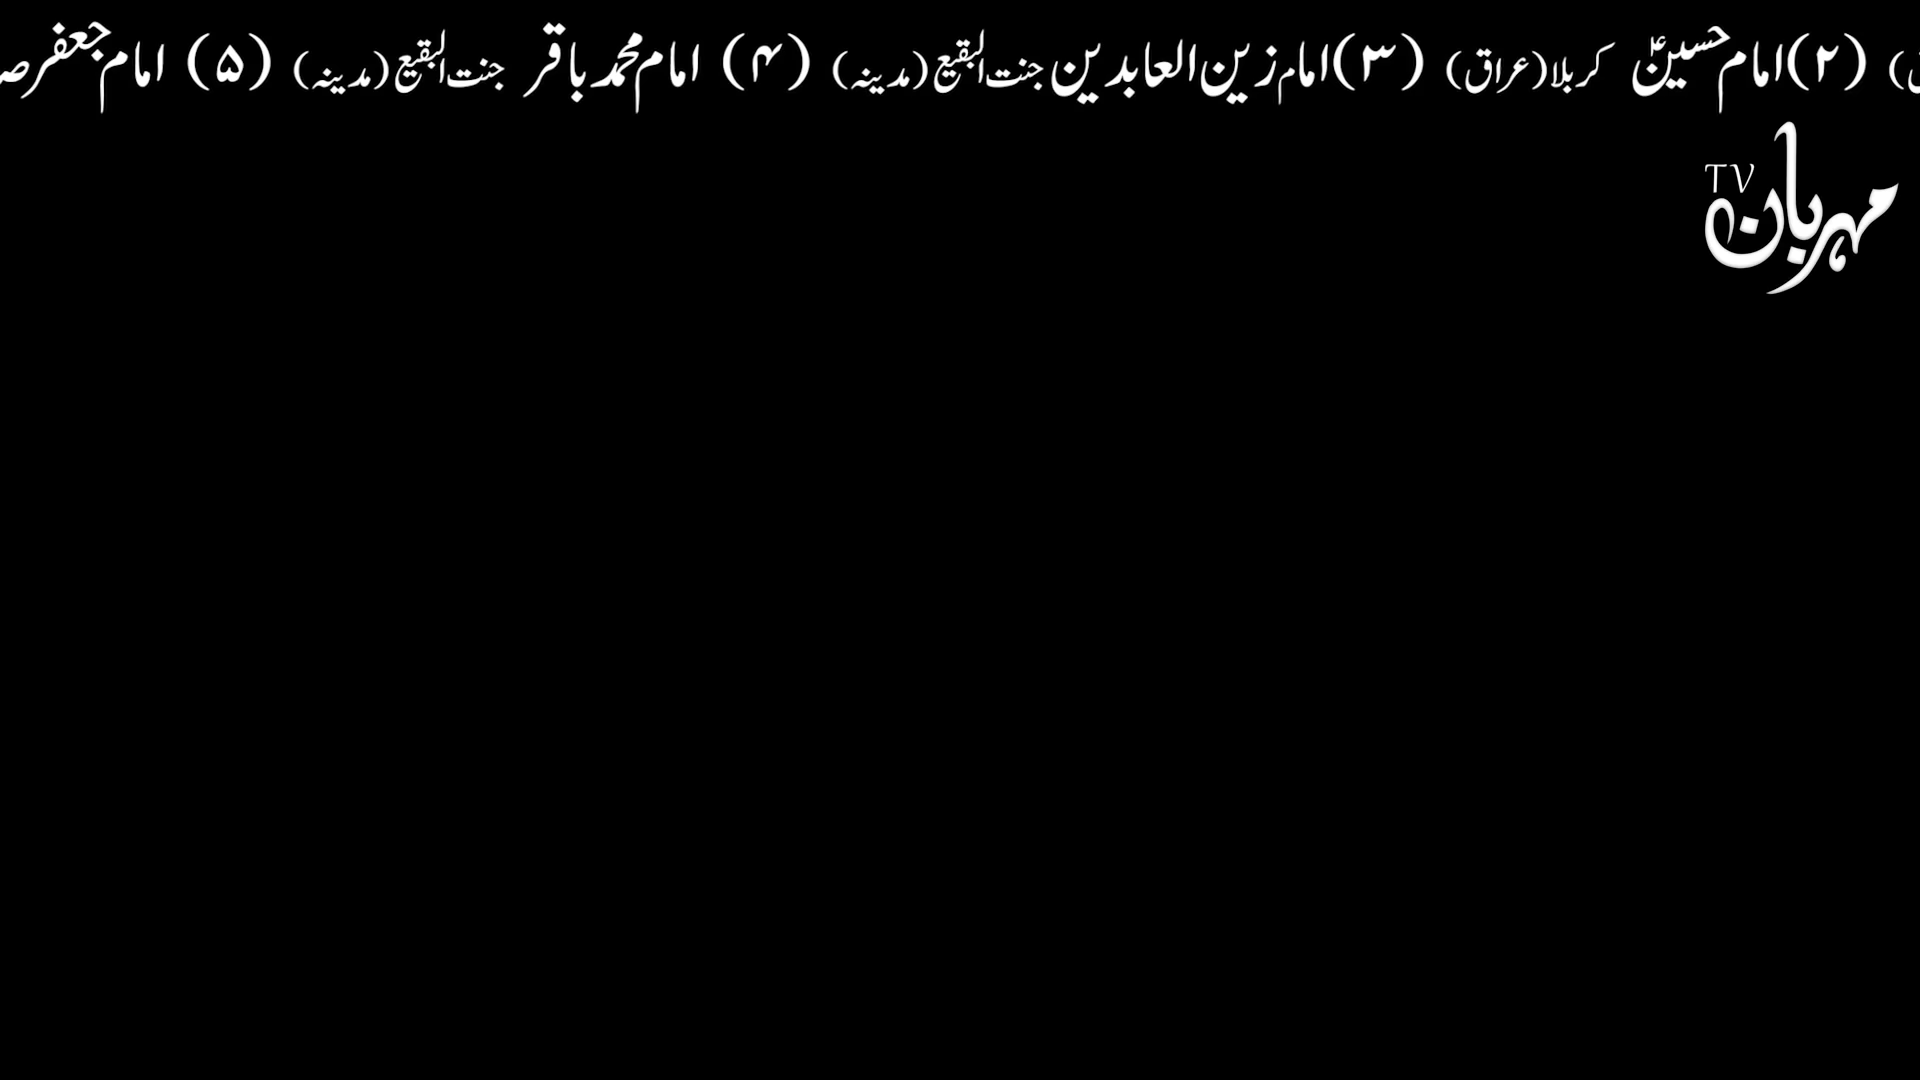 (۲) امام حسینؑ کربلا (عراق) (۳) امام زین العابدین جنت البقیع (مدینہ) (۴) امام محمد باقر جنت البقیع (مدینہ) (۵) امام جعفر
TV
مہربان